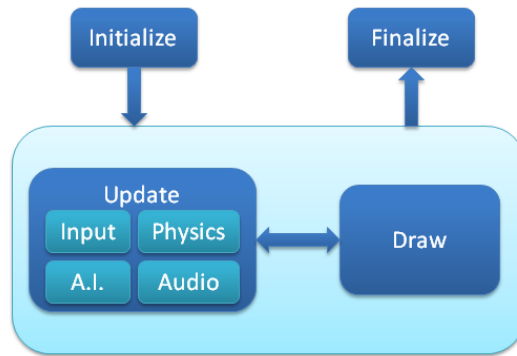 Initialize
Finalize
Update
Input
Physics
A.I.
Audio
Draw